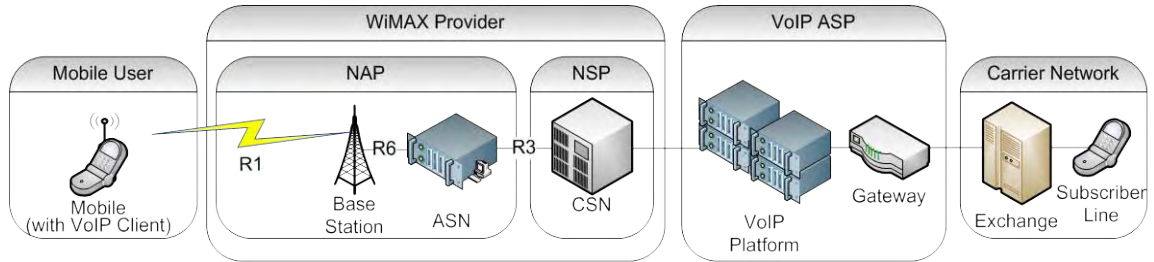 WiMAX Provider
VoIP ASP
Mobile User
NAP
NSP
Carrier Network
R1
R6
R3
Mobile
(with VoIP Client)
Base
Station
ASN
CSN
VoIP
Platform
Gateway
Exchange
Subscriber
Line